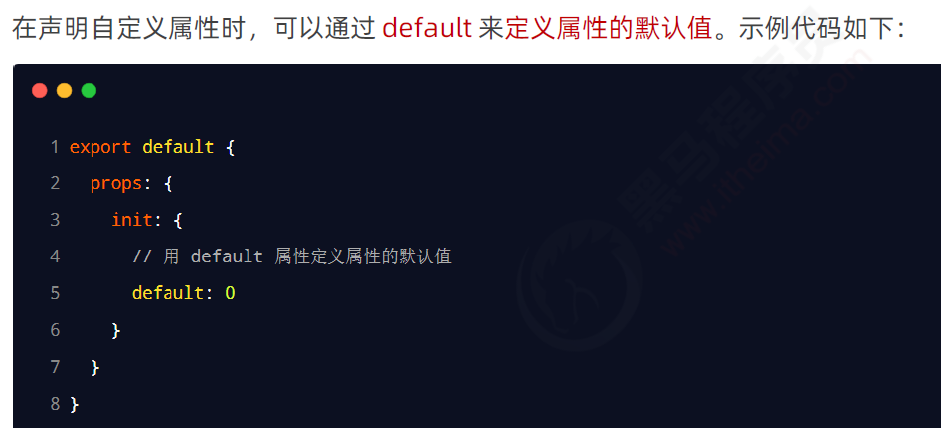 在声明自定义属性时，可以通过 default 来定义属性的默认值。示例代码如下：
1 export default {
2   props: {
3     init: {
4       // 用 default 属性定义属性的默认值
5       default: 0
6     }
7   }
8 }
黑马程序员
www.itheima.com